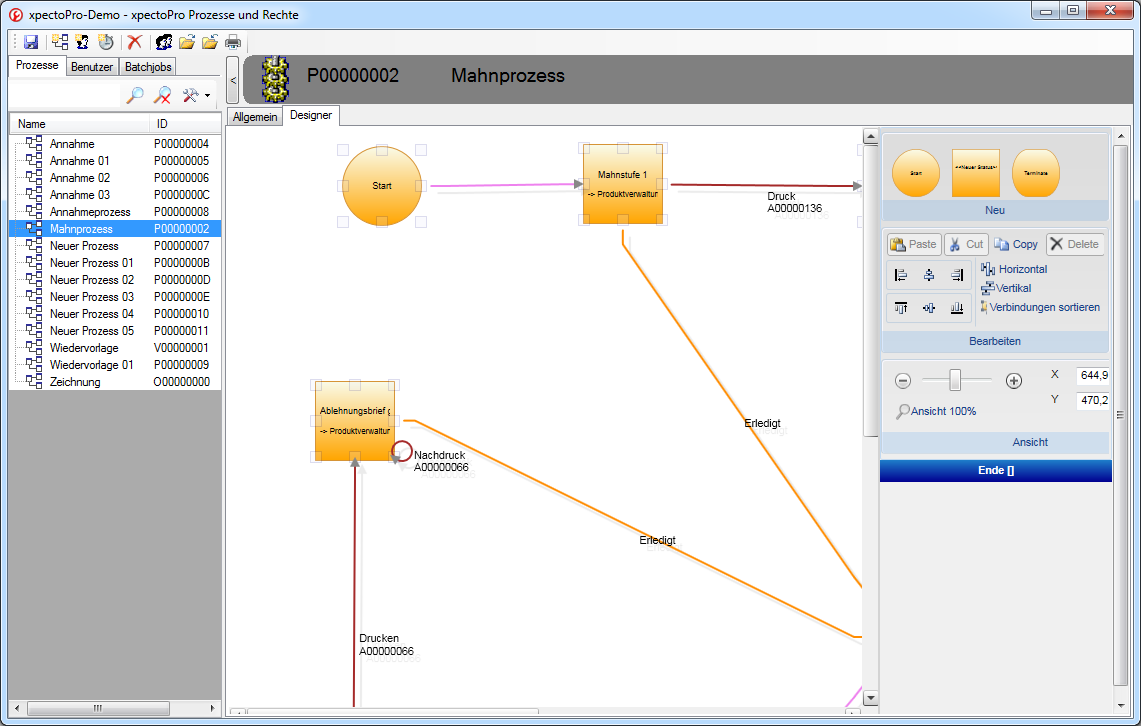 xpectoPro-Demo - xpectoPro Prozesse und Rechte
Prozesse Benutzer Batchjobs
Name ID
Annahme P00000004
Annahme 01 P00000005
Annahme 02 P00000006
Annahme 03 P0000000C
Annahmeprozess P00000008
Mahnprozess P00000002
Neuer Prozess P00000007
Neuer Prozess 01 P0000000B
Neuer Prozess 02 P0000000D
Neuer Prozess 03 P0000000E
Neuer Prozess 04 P00000010
Neuer Prozess 05 P00000011
Wiedervorlage V00000001
Wiedervorlage 01 P00000009
Zeichnung O00000000
<
P00000002 Mahnprozess
Allgemein Designer
Start
Mahnstufe 1
-> Produktverwaltur
Druck
A00000136
Erledigt
Ablehnungsbrief g
-> Produktverwaltur
Nachdruck
A00000066
Erledigt
Drucken
A00000066
Start <<Neuer Status> Terminate
Neu
Paste Cut Copy Delete
Horizontal
Vertikal
Verbindungen sortieren
Bearbeiten
X 644,9
Y 470,2
Ansicht 100%
Ansicht
Ende []